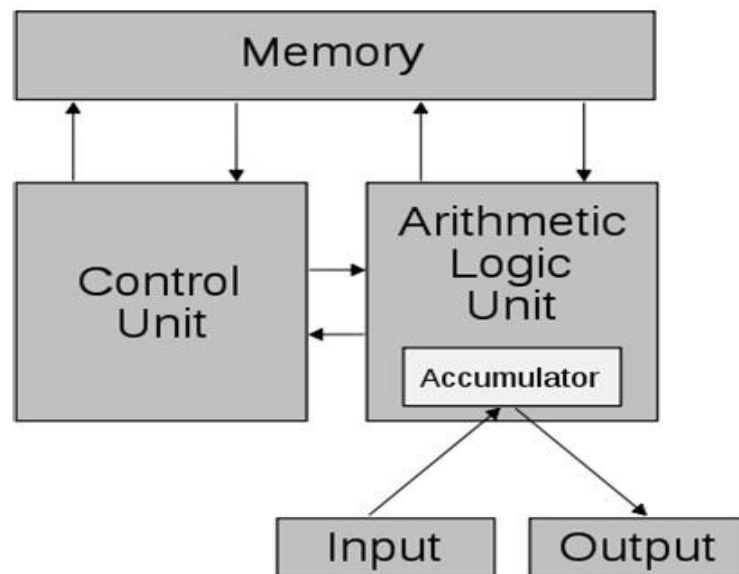 Memory
Control
Unit
Arithmetic
Logic
Unit
Accumulator
Input
Output